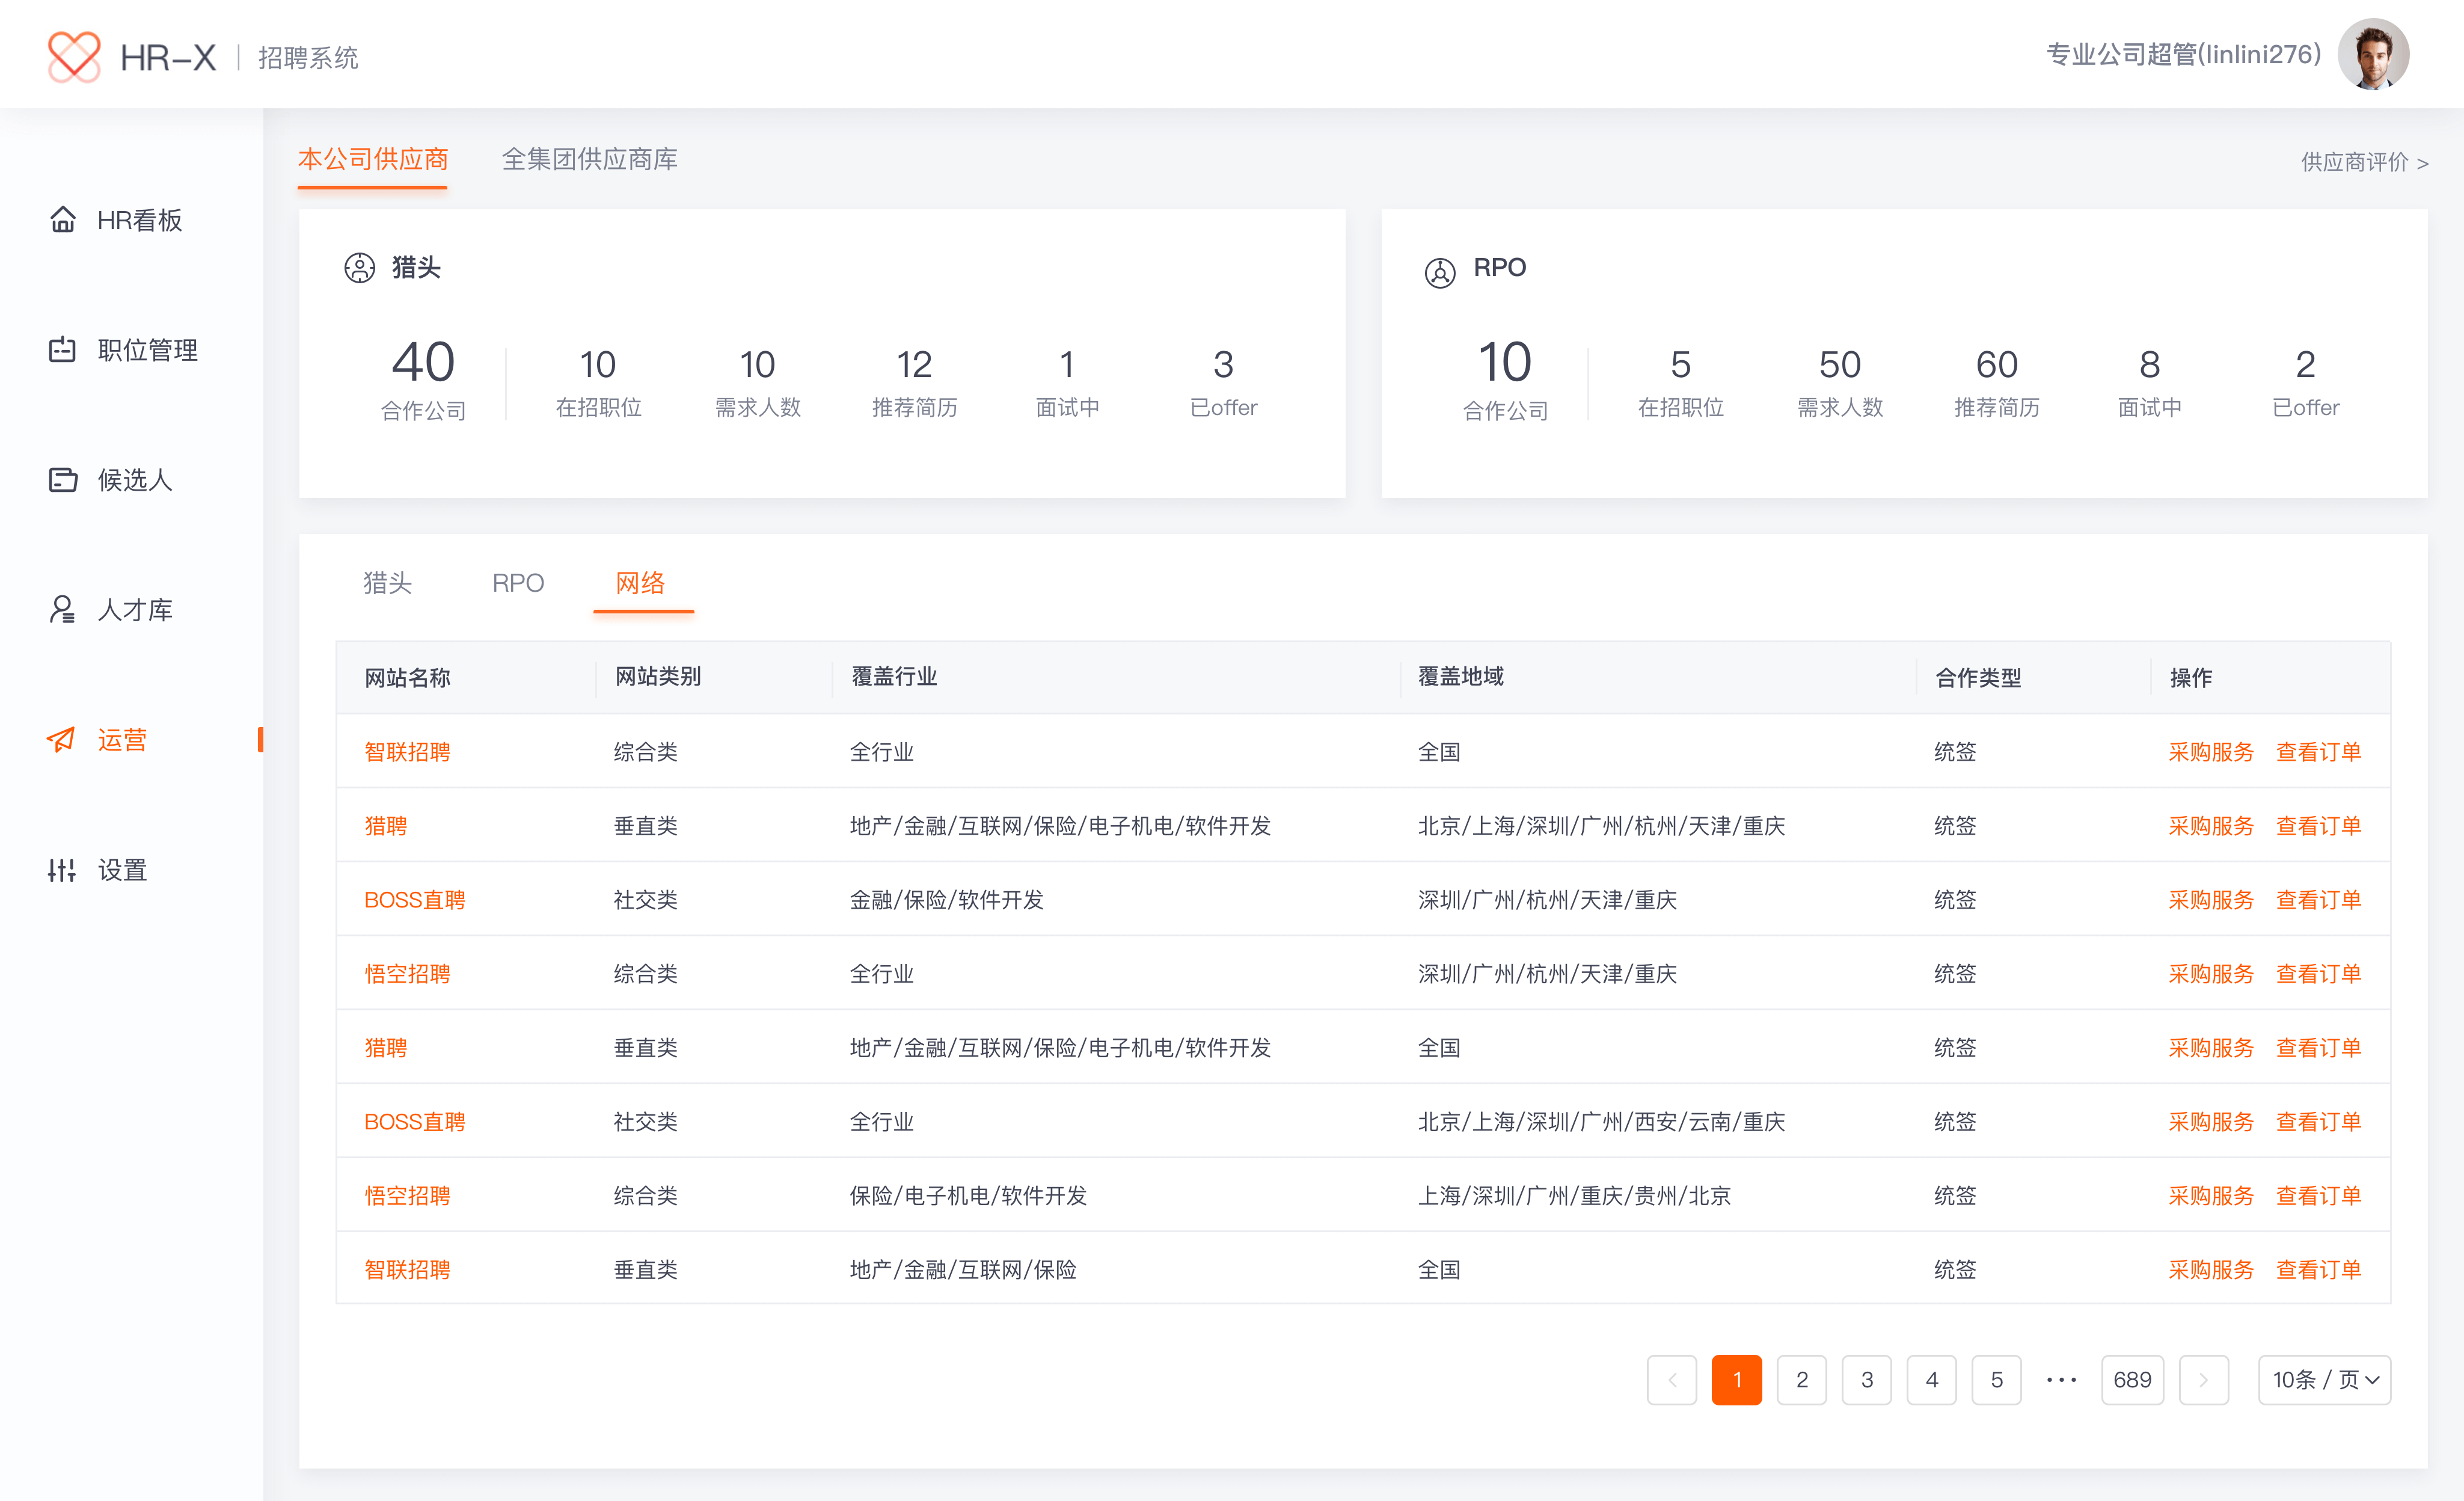 HR-X 招聘系统
专业公司超管(linlini276)
HR看板
职位管理
候选人
人才库
运营
设置
本公司供应商 全集团供应商库 供应商评价 >
猎头
40 10 10 12 1 3
合作公司 在招职位 需求人数 推荐简历 面试中 已offer
RPO
10 5 50 60 8 2
合作公司 在招职位 需求人数 推荐简历 面试中 已offer
猎头 RPO 网络
网站名称 网站类别 覆盖行业 覆盖地域 合作类型 操作
智联招聘 综合类 全行业 全国 统签 采购服务 查看订单
猎聘 垂直类 地产/金融/互联网/保险/电子机电/软件开发 北京/上海/深圳/广州/杭州/天津/重庆 统签 采购服务 查看订单
BOSS直聘 社交类 金融/保险/软件开发 深圳/广州/杭州/天津/重庆 统签 采购服务 查看订单
悟空招聘 综合类 全行业 深圳/广州/杭州/天津/重庆 统签 采购服务 查看订单
猎聘 垂直类 地产/金融/互联网/保险/电子机电/软件开发 全国 统签 采购服务 查看订单
BOSS直聘 社交类 全行业 北京/上海/深圳/广州/西安/云南/重庆 统签 采购服务 查看订单
悟空招聘 综合类 保险/电子机电/软件开发 上海/深圳/广州/重庆/贵州/北京 统签 采购服务 查看订单
智联招聘 垂直类 地产/金融/互联网/保险 全国 统签 采购服务 查看订单
< 1 2 3 4 5 ··· 689 > 10条 / 页